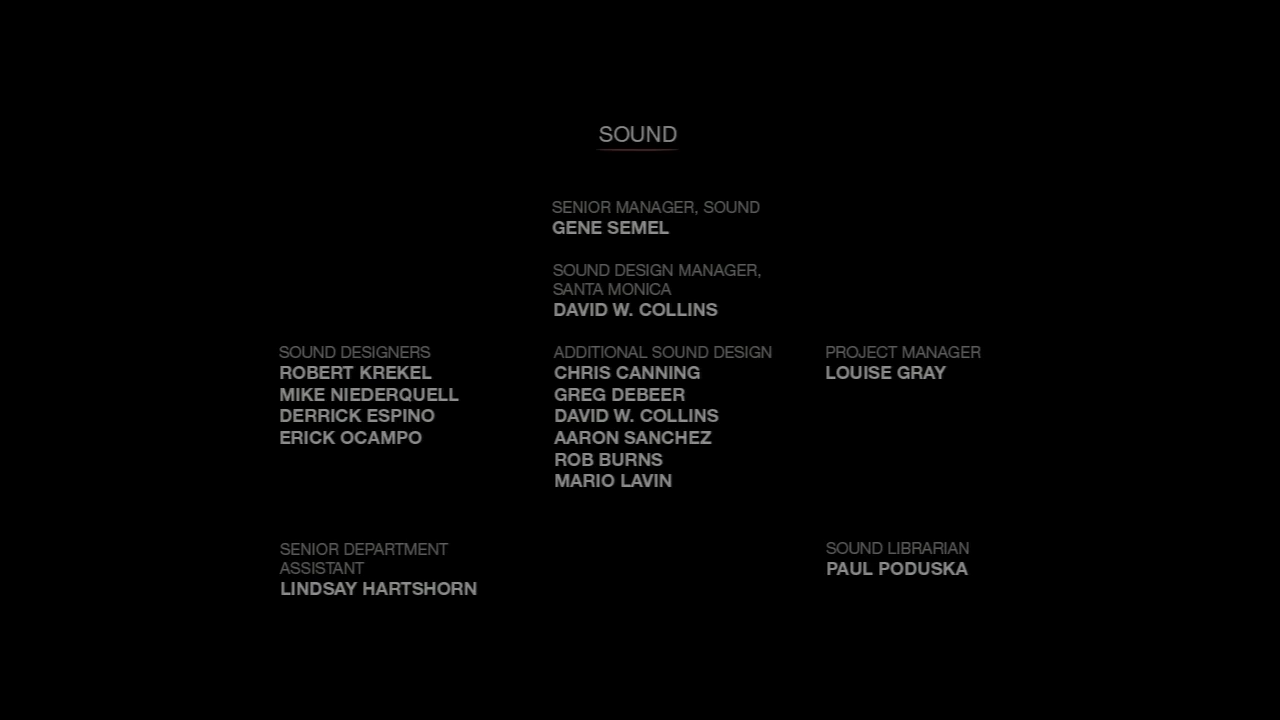 SOUND
SENIOR MANAGER, SOUND
GENE SEMEL
SOUND DESIGN MANAGER,
SANTA MONICA
DAVID W. COLLINS
SOUND DESIGNERS
ROBERT KREKEL
MIKE NIEDERQUELL
DERRICK ESPINO
ERICK OCAMPO
ADDITIONAL SOUND DESIGN
CHRIS CANNING
GREG DEBEER
DAVID W. COLLINS
AARON SANCHEZ
ROB BURNS
MARIO LAVIN
PROJECT MANAGER
LOUISE GRAY
SENIOR DEPARTMENT
ASSISTANT
LINDSAY HARTSHORN
SOUND LIBRARIAN
PAUL PODUSKA